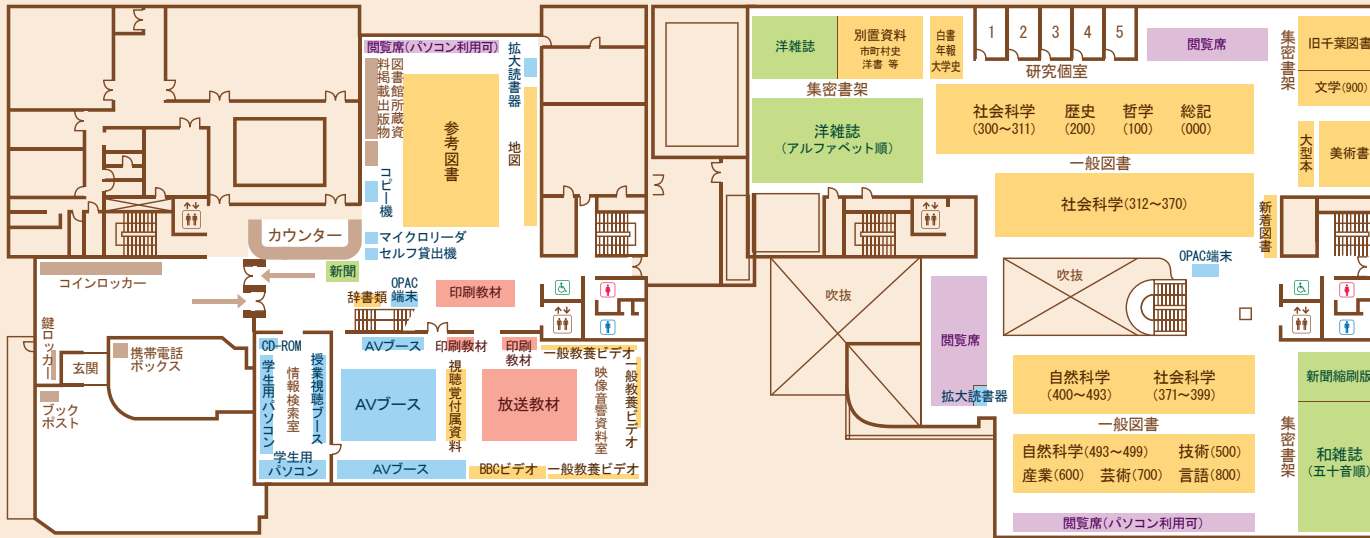 閲覧席(パソコン利用可)
図書館所蔵資
料掲載出版物
拡大読書器
参考図書
地図
コピー機
カウンター
マイクロリーダ
セルフ貸出機
新聞
コインロッカー
辞書類
OPAC
端末
印刷教材
鍵ロッカー
玄関
携帯電話
ボックス
ブック
ポスト
CD-ROM
学生用パソコン
情報検索室
授業視聴ブース
学生用
パソコン
AVブース
印刷教材
印刷
教材
一般教養ビデオ
AVブース
視聴覚付属資料
放送教材
映像音響資料室
一般教養ビデオ
AVブース
BBCビデオ
一般教養ビデオ
洋雑誌
別置資料
市町村史
洋書 等
白書
年報
大学史
1
2
3
4
5
研究個室
閲覧席
集密書架
旧千葉図書
文学(900)
集密書架
洋雑誌
(アルファベット順)
社会科学
(300~311)
歴史
(200)
哲学
(100)
総記
(000)
一般図書
大型本
美術書
社会科学(312~370)
新着図書
OPAC端末
吹抜
吹抜
閲覧席
拡大読書器
自然科学
(400~493)
社会科学
(371~399)
一般図書
自然科学(493~499)
技術(500)
産業(600)
芸術(700)
言語(800)
閲覧席(パソコン利用可)
新聞縮刷版
集密書架
和雑誌
(五十音順)